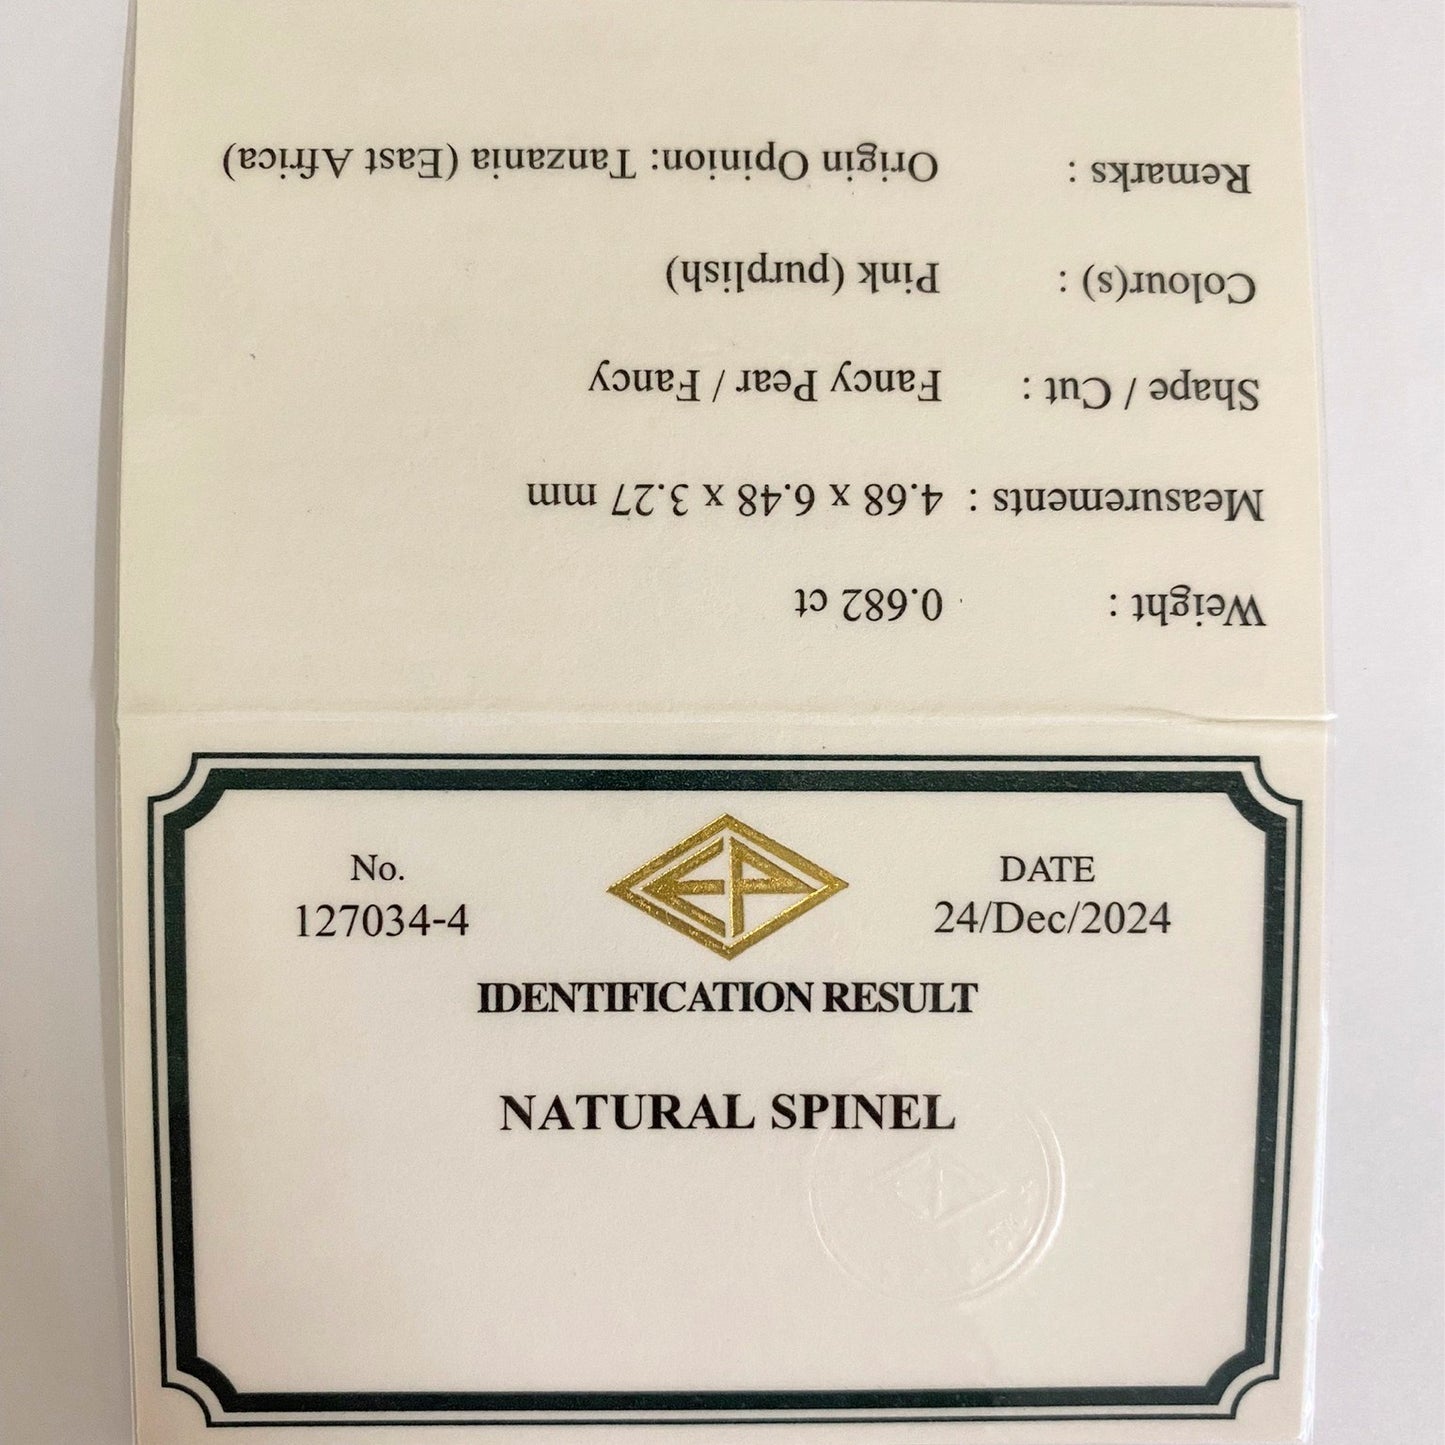 No.
127034-4
EP
DATE
24/Dec/2024
IDENTIFICATION RESULT
NATURAL SPINEL
Weight : 0.682 ct
Measurements : 4.68 x 6.48 x 3.27 mm
Shape / Cut : Fancy Pear / Fancy
Colour(s) : Pink (purplish)
Remarks : Origin Opinion: Tanzania (East Africa)